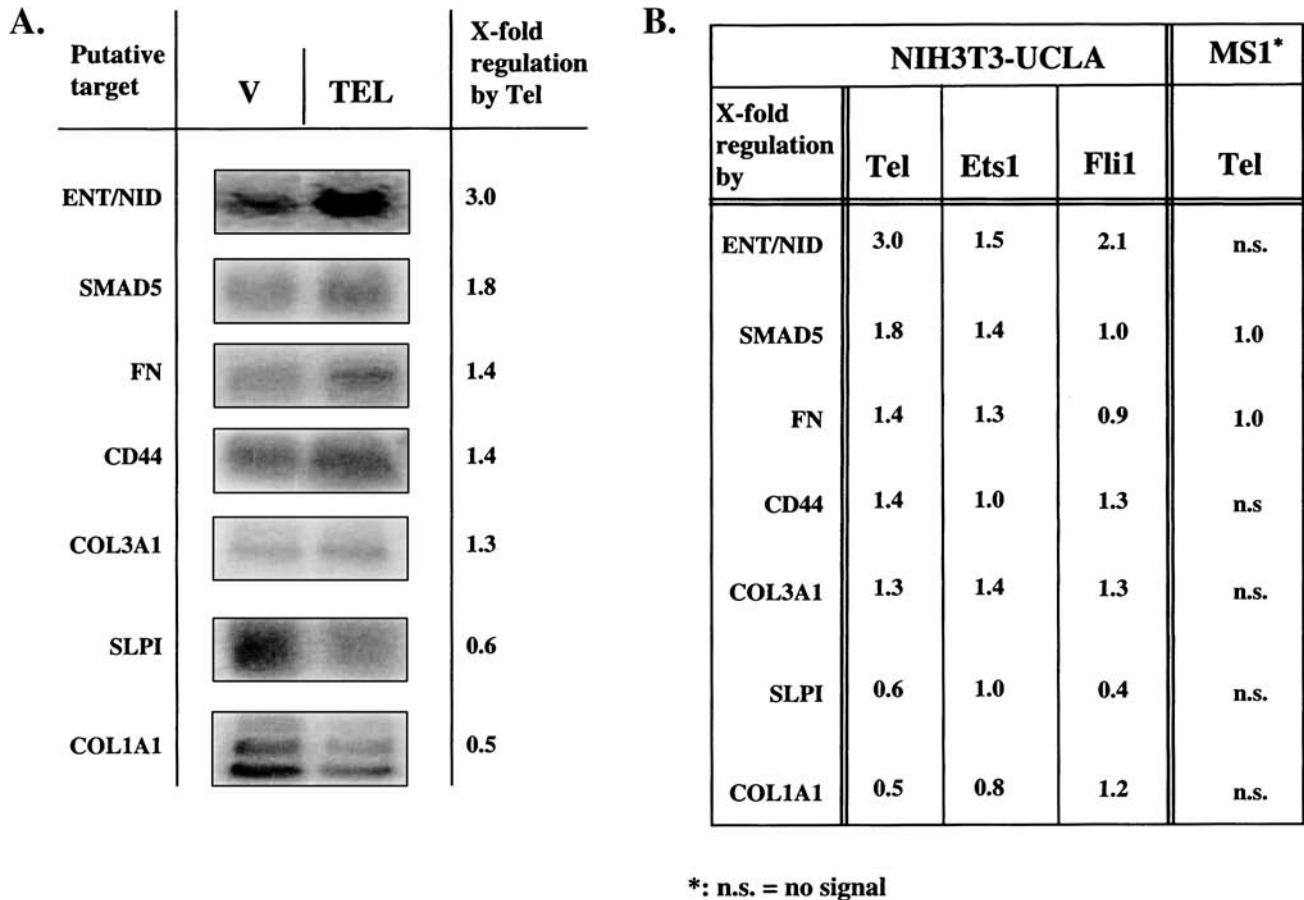 A.
Putative
target
V
TEL
X-fold
regulation
by Tel
ENT/NID
3.0
SMAD5
1.8
FN
1.4
CD44
1.4
COL3A1
1.3
SLPI
0.6
COL1A1
0.5
B.
NIH3T3-UCLA
MS1*
X-fold
regulation
by
Tel
Ets1
Fli1
Tel
ENT/NID 3.0 1.5 2.1 n.s.
SMAD5 1.8 1.4 1.0 1.0
FN 1.4 1.3 0.9 1.0
CD44 1.4 1.0 1.3 n.s
COL3A1 1.3 1.4 1.3 n.s.
SLPI 0.6 1.0 0.4 n.s.
COL1A1 0.5 0.8 1.2 n.s.
*: n.s. = no signal